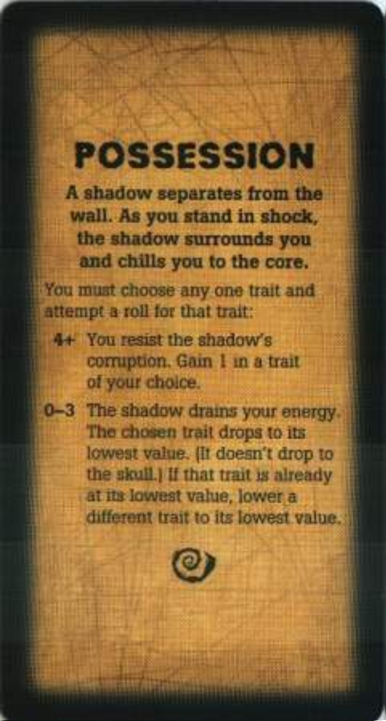 POSSESSION
A shadow separates from the
wall. As you stand in shock,
the shadow surrounds you
and chills you to the core.
You must choose any one trait and
attempt a roll for that trait:
4+ You resist the shadow's
corruption. Gain 1 in a trait
of your choice.
0–3 The shadow drains your energy.
The chosen trait drops to its
lowest value. (It doesn't drop to
the skull.) If that trait is already
at its lowest value, lower a
different trait to its lowest value.